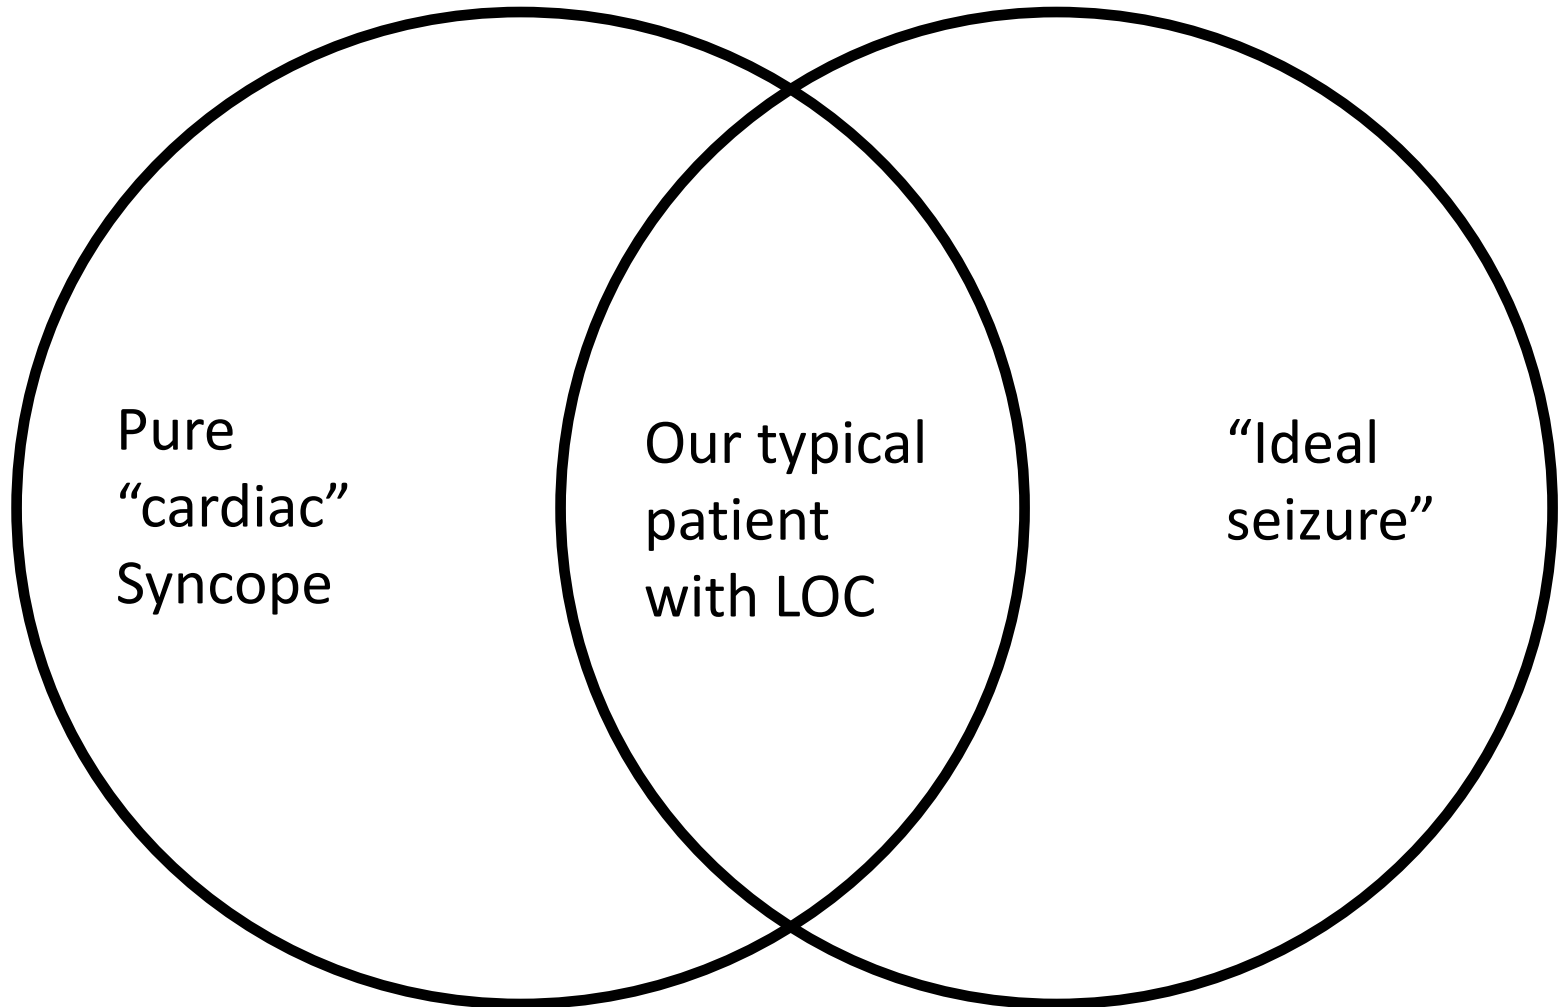 Pure
“cardiac”
Syncope
Our typical
patient
with LOC
“Ideal
seizure”